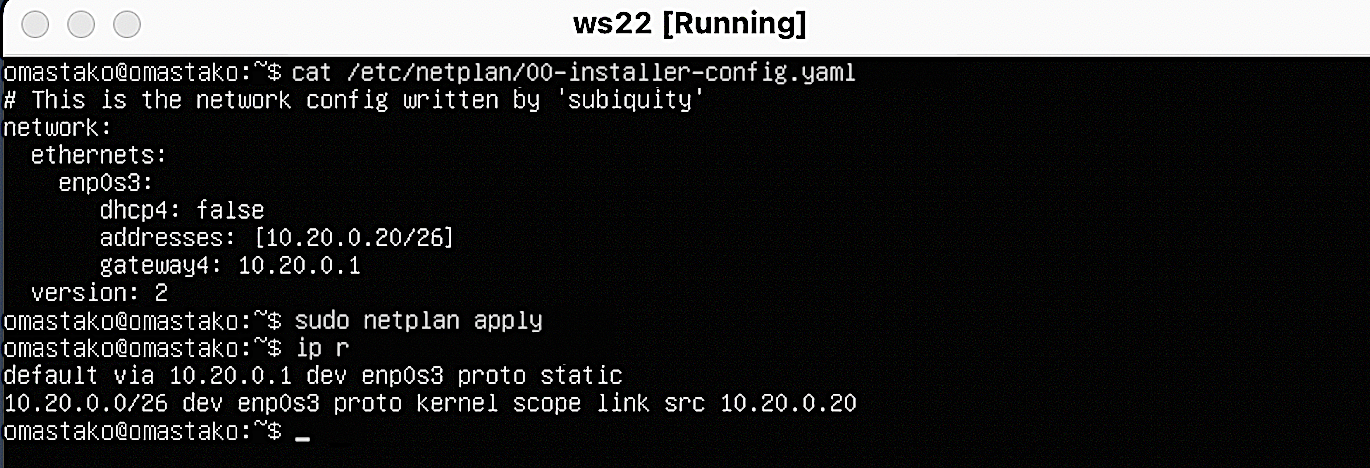 ws22 [Running]
omastako@omastako:~$ cat /etc/netplan/00-installer-config.yaml
# This is the network config written by 'subiquity'
network:
  ethernets:
    enp0s3:
       dhcp4: false
       addresses: [10.20.0.20/26]
       gateway4: 10.20.0.1
  version: 2
omastako@omastako:~$ sudo netplan apply
omastako@omastako:~$ ip r
default via 10.20.0.1 dev enp0s3 proto static
10.20.0.0/26 dev enp0s3 proto kernel scope link src 10.20.0.20
omastako@omastako:~$ _